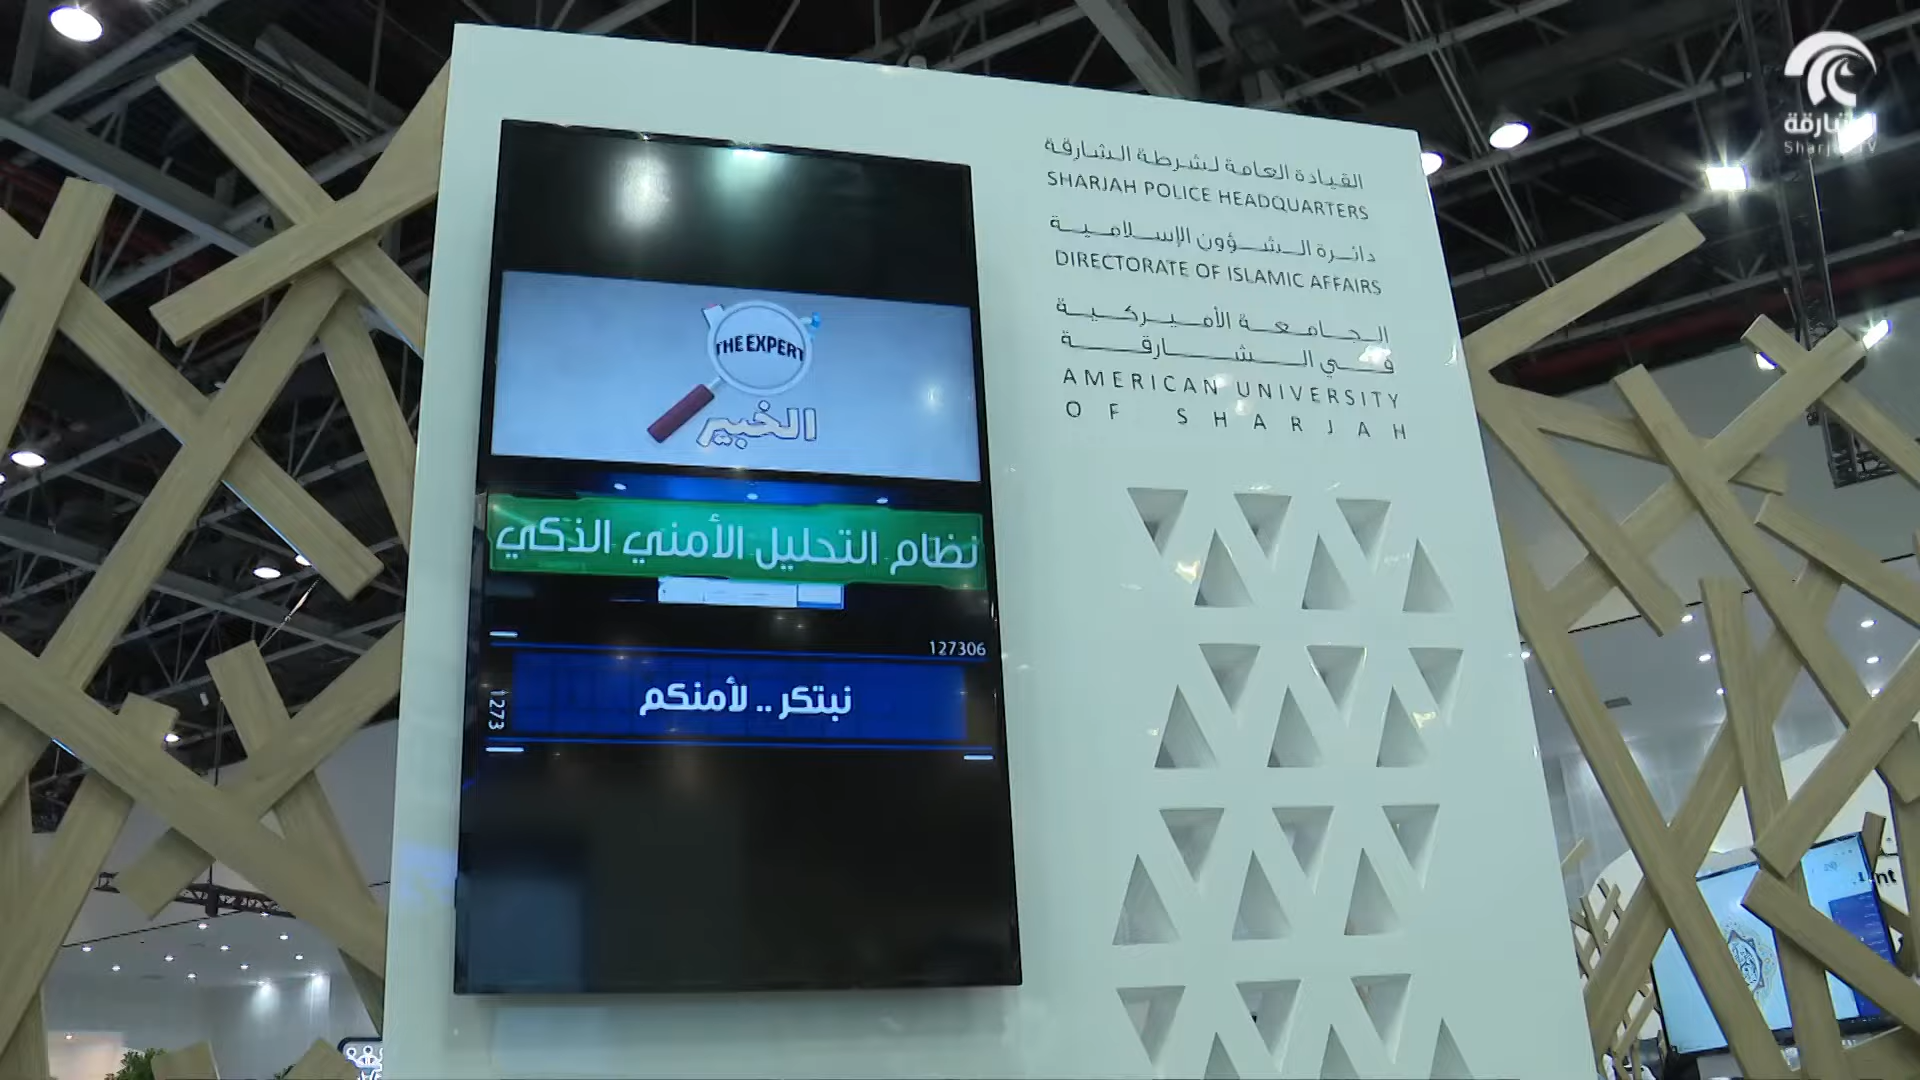 القيادة العامة لشرطة الشارقة
SHARJAH POLICE HEADQUARTERS
دائرة الشؤون الإسلامية
DIRECTORATE OF ISLAMIC AFFAIRS
الجامعة الأميركية
في الشارقة
AMERICAN UNIVERSITY
OF SHARJAH
THE EXPERT
الخبير
نظام التحليل الأمني الذكي
127306
1273
نبتكر .. لأمنكم
الشارقة
Sharjah TV